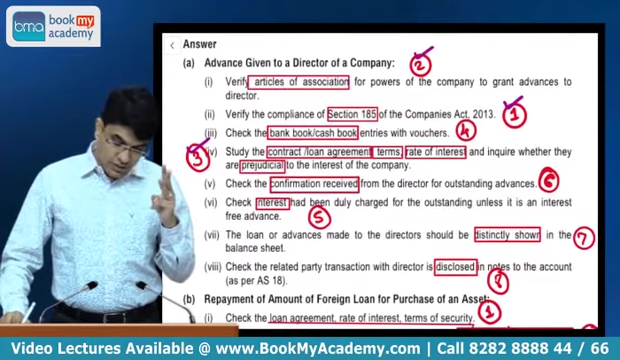 bma book my academy
Answer
(a) Advance Given to a Director of a Company: 2
(i) Verify articles of association for powers of the company to grant advances to
director.
(ii) Verify the compliance of Section 185 of the Companies Act, 2013. 1
(iii) Check the bank book/cash book entries with vouchers. 4
3 (iv) Study the contract /loan agreement terms, rate of interest and inquire whether they
are prejudicial to the interest of the company.
(v) Check the confirmation received from the director for outstanding advances. 6
(vi) Check interest had been duly charged for the outstanding unless it is an interest
free advance. 5
(vii) The loan or advances made to the directors should be distinctly shown in the 7
balance sheet.
(viii) Check the related party transaction with director is disclosed in notes to the account
(as per AS 18). 8
(b) Repayment of Amount of Foreign Loan for Purchase of an Asset:
(i) Check the loan agreement, rate of interest, terms of security. 1
Video Lectures Available @ www.BookMyAcademy.com Call 8282 8888 44 / 66